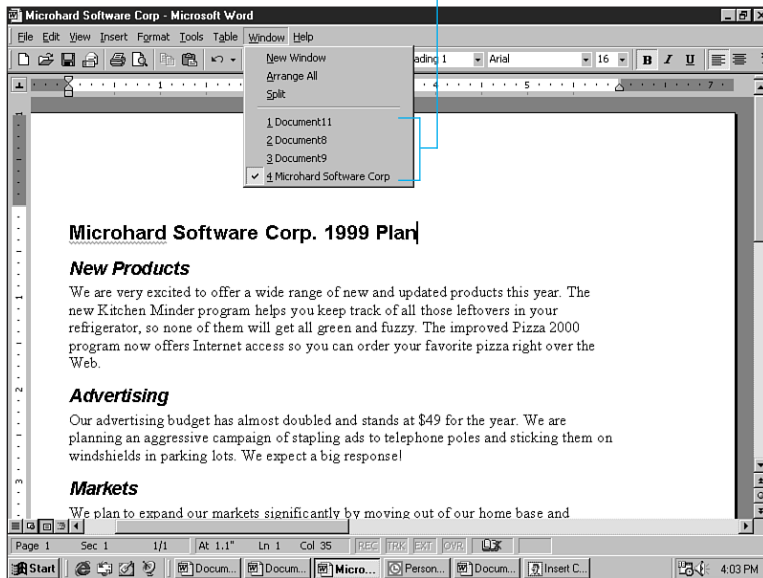 Microhard Software Corp - Microsoft Word
File Edit View Insert Format Tools Table Window Help
ading 1 Arial 16 B I U
New Window
Arrange All
Split
1 Document11
2 Document8
3 Document9
4 Microhard Software Corp
1 4 5 7
Microhard Software Corp. 1999 Plan
New Products
We are very excited to offer a wide range of new and updated products this year. The
new Kitchen Minder program helps you keep track of all those leftovers in your
refrigerator, so none of them will get all green and fuzzy. The improved Pizza 2000
program now offers Internet access so you can order your favorite pizza right over the
Web.
Advertising
Our advertising budget has almost doubled and stands at $49 for the year. We are
planning an aggressive campaign of stapling ads to telephone poles and sticking them on
windshields in parking lots. We expect a big response!
Markets
We plan to expand our markets significantly by moving out of our home base and
Page 1 Sec 1 1/1 At 1.1" Ln 1 Col 35 REC TRK EXT OVR
Start Docum... Docum... Micro... Person... Docum... Insert C... 4:03 PM